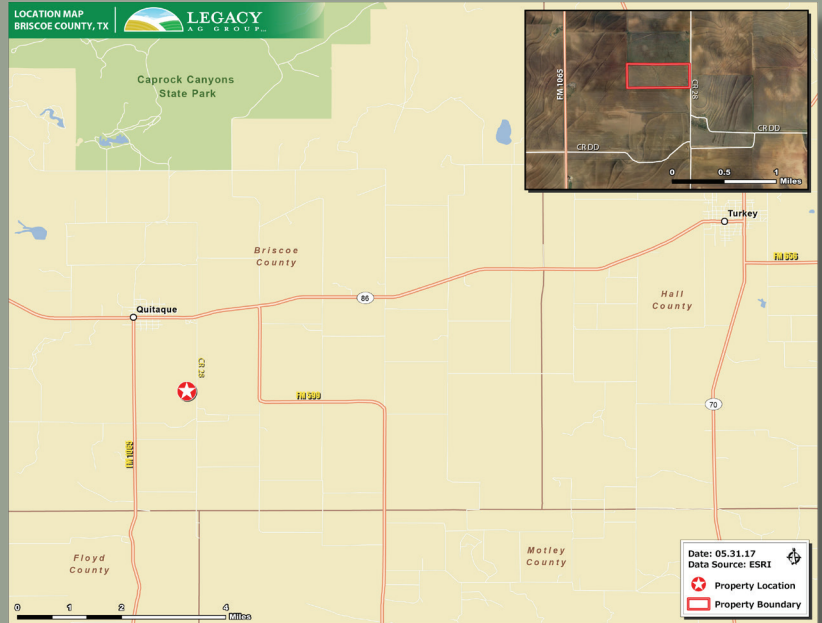 LOCATION MAP
BRISCOE COUNTY, TX
LEGACY
AG GROUP
Caprock Canyons
State Park
FM 1065
CR 28
CR DD
CR DD
0 0.5 1
Miles
Turkey
FM 656
Briscoe
County
Hall
County
86
Quitaque
CR 28
FM 599
70
FM 1065
Floyd
County
Motley
County
Date: 05.31.17
Data Source: ESRI
Property Location
Property Boundary
0 1 2 4
Miles